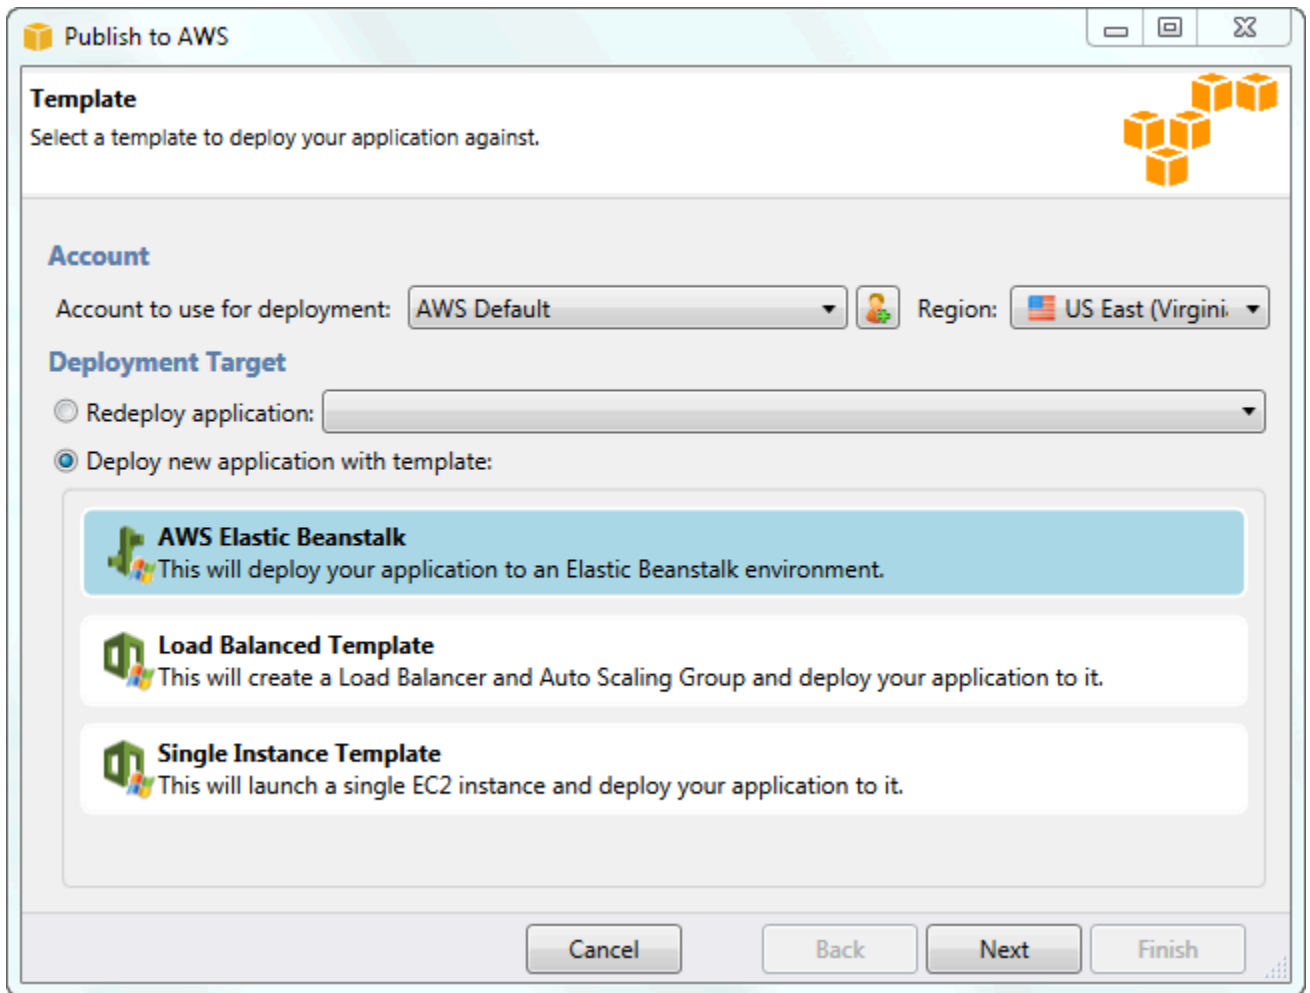 Publish to AWS
Template
Select a template to deploy your application against.
Account
Account to use for deployment: AWS Default Region: US East (Virgini
Deployment Target
Redeploy application:
Deploy new application with template:
AWS Elastic Beanstalk
This will deploy your application to an Elastic Beanstalk environment.
Load Balanced Template
This will create a Load Balancer and Auto Scaling Group and deploy your application to it.
Single Instance Template
This will launch a single EC2 instance and deploy your application to it.
Cancel Back Next Finish